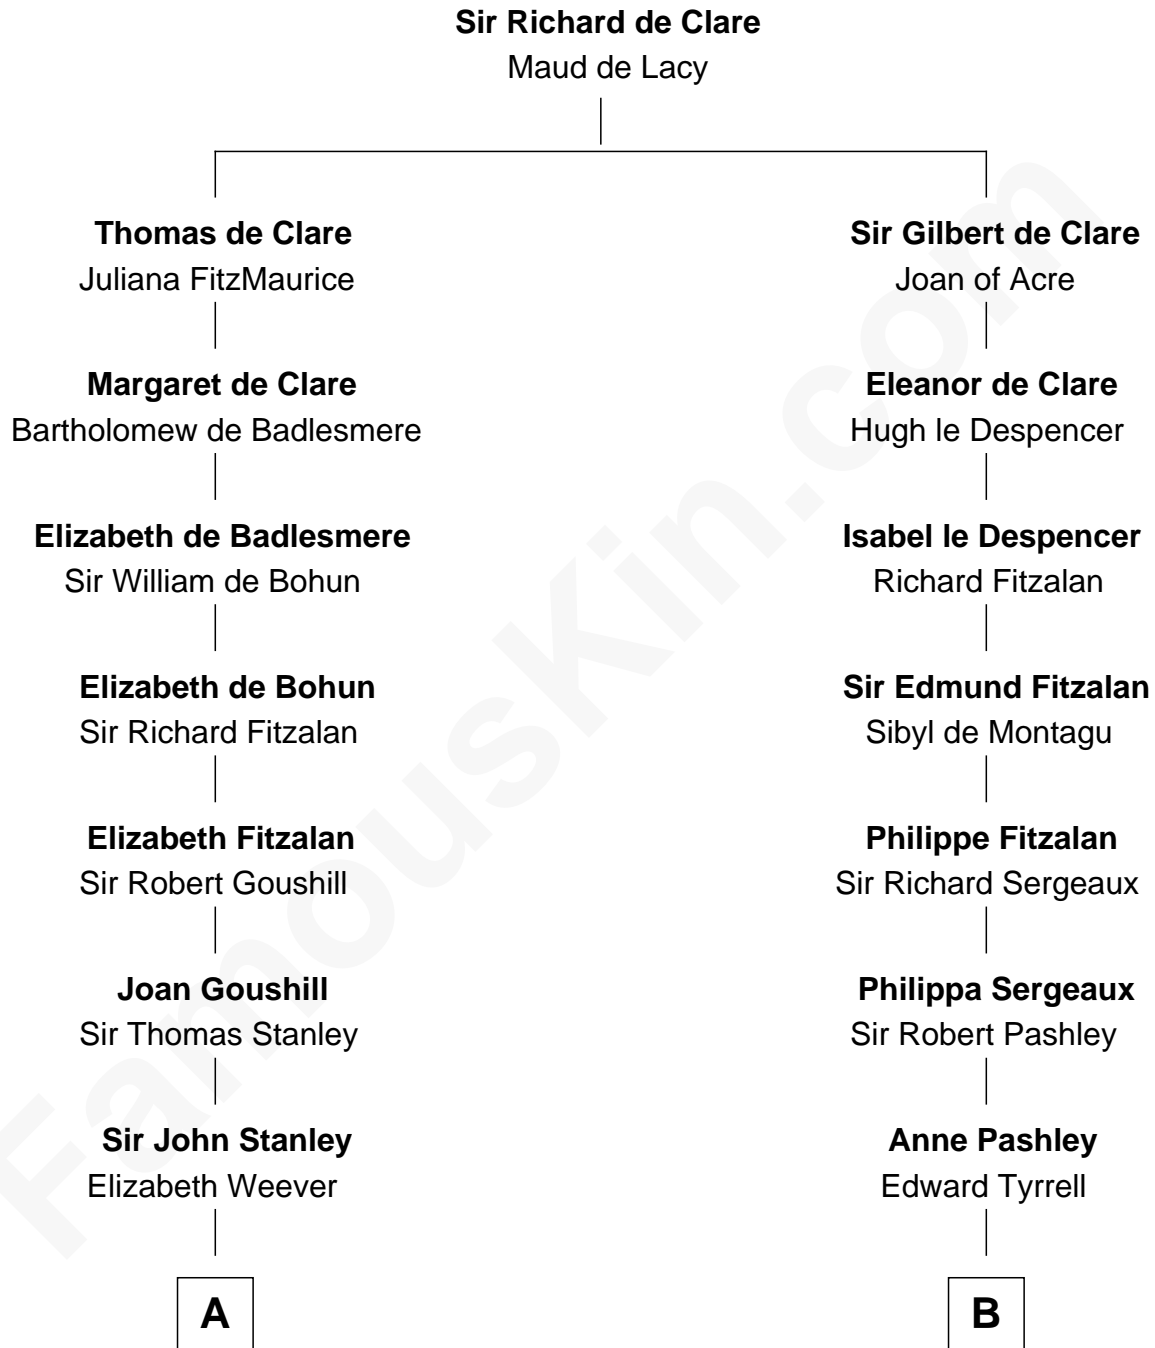 Sir Richard de Clare
Maud de Lacy
Thomas de Clare
Juliana FitzMaurice
Sir Gilbert de Clare
Joan of Acre
Margaret de Clare
Bartholomew de Badlesmere
Eleanor de Clare
Hugh le Despencer
Elizabeth de Badlesmere
Sir William de Bohun
Isabel le Despencer
Richard Fitzalan
Elizabeth de Bohun
Sir Richard Fitzalan
Sir Edmund Fitzalan
Sibyl de Montagu
Elizabeth Fitzalan
Sir Robert Goushill
Philippe Fitzalan
Sir Richard Sergeaux
Joan Goushill
Sir Thomas Stanley
Philippa Sergeaux
Sir Robert Pashley
Sir John Stanley
Elizabeth Weever
Anne Pashley
Edward Tyrrell
A
B
FamousKin.com